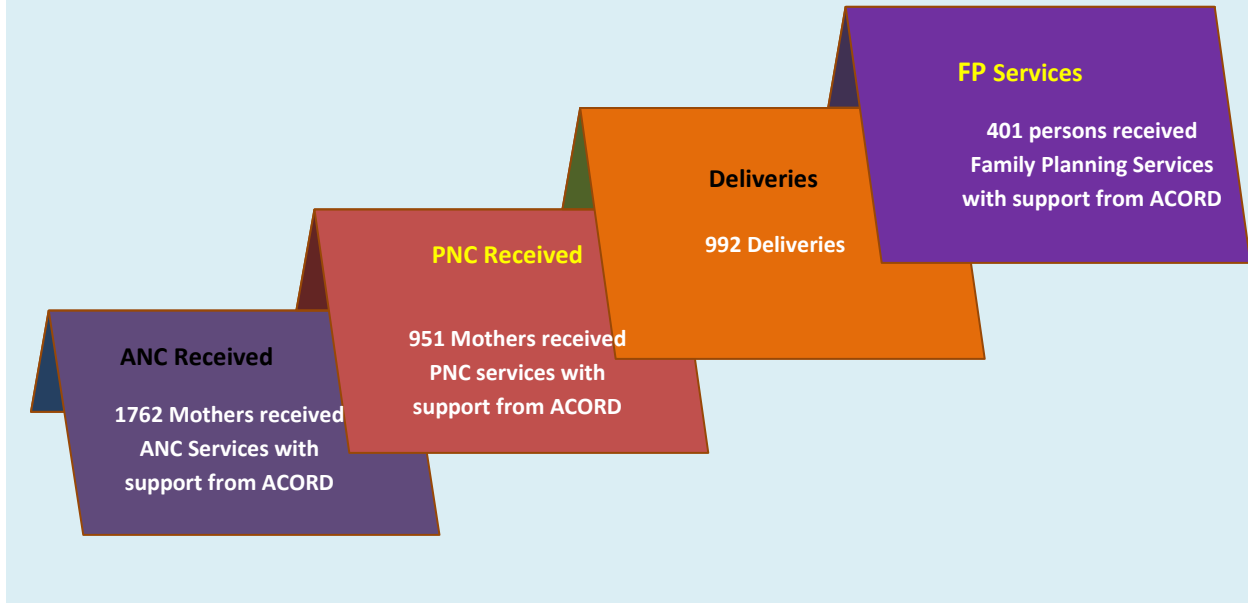 ANC Received
1762 Mothers received
ANC Services with
support from ACORD
PNC Received
951 Mothers received
PNC services with
support from ACORD
Deliveries
992 Deliveries
FP Services
401 persons received
Family Planning Services
with support from ACORD